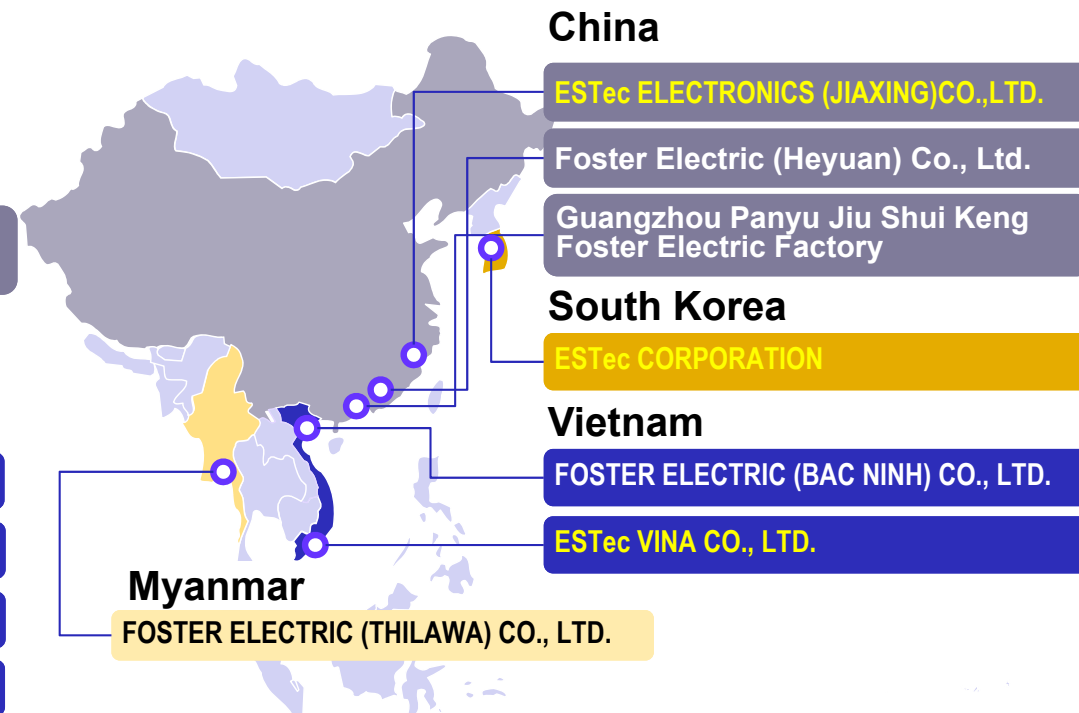 China
ESTec ELECTRONICS (JIAXING)CO.,LTD.
Foster Electric (Heyuan) Co., Ltd.
Guangzhou Panyu Jiu Shui Keng
Foster Electric Factory
South Korea
ESTec CORPORATION
Vietnam
FOSTER ELECTRIC (BAC NINH) CO., LTD.
ESTec VINA CO., LTD.
Myanmar
FOSTER ELECTRIC (THILAWA) CO., LTD.